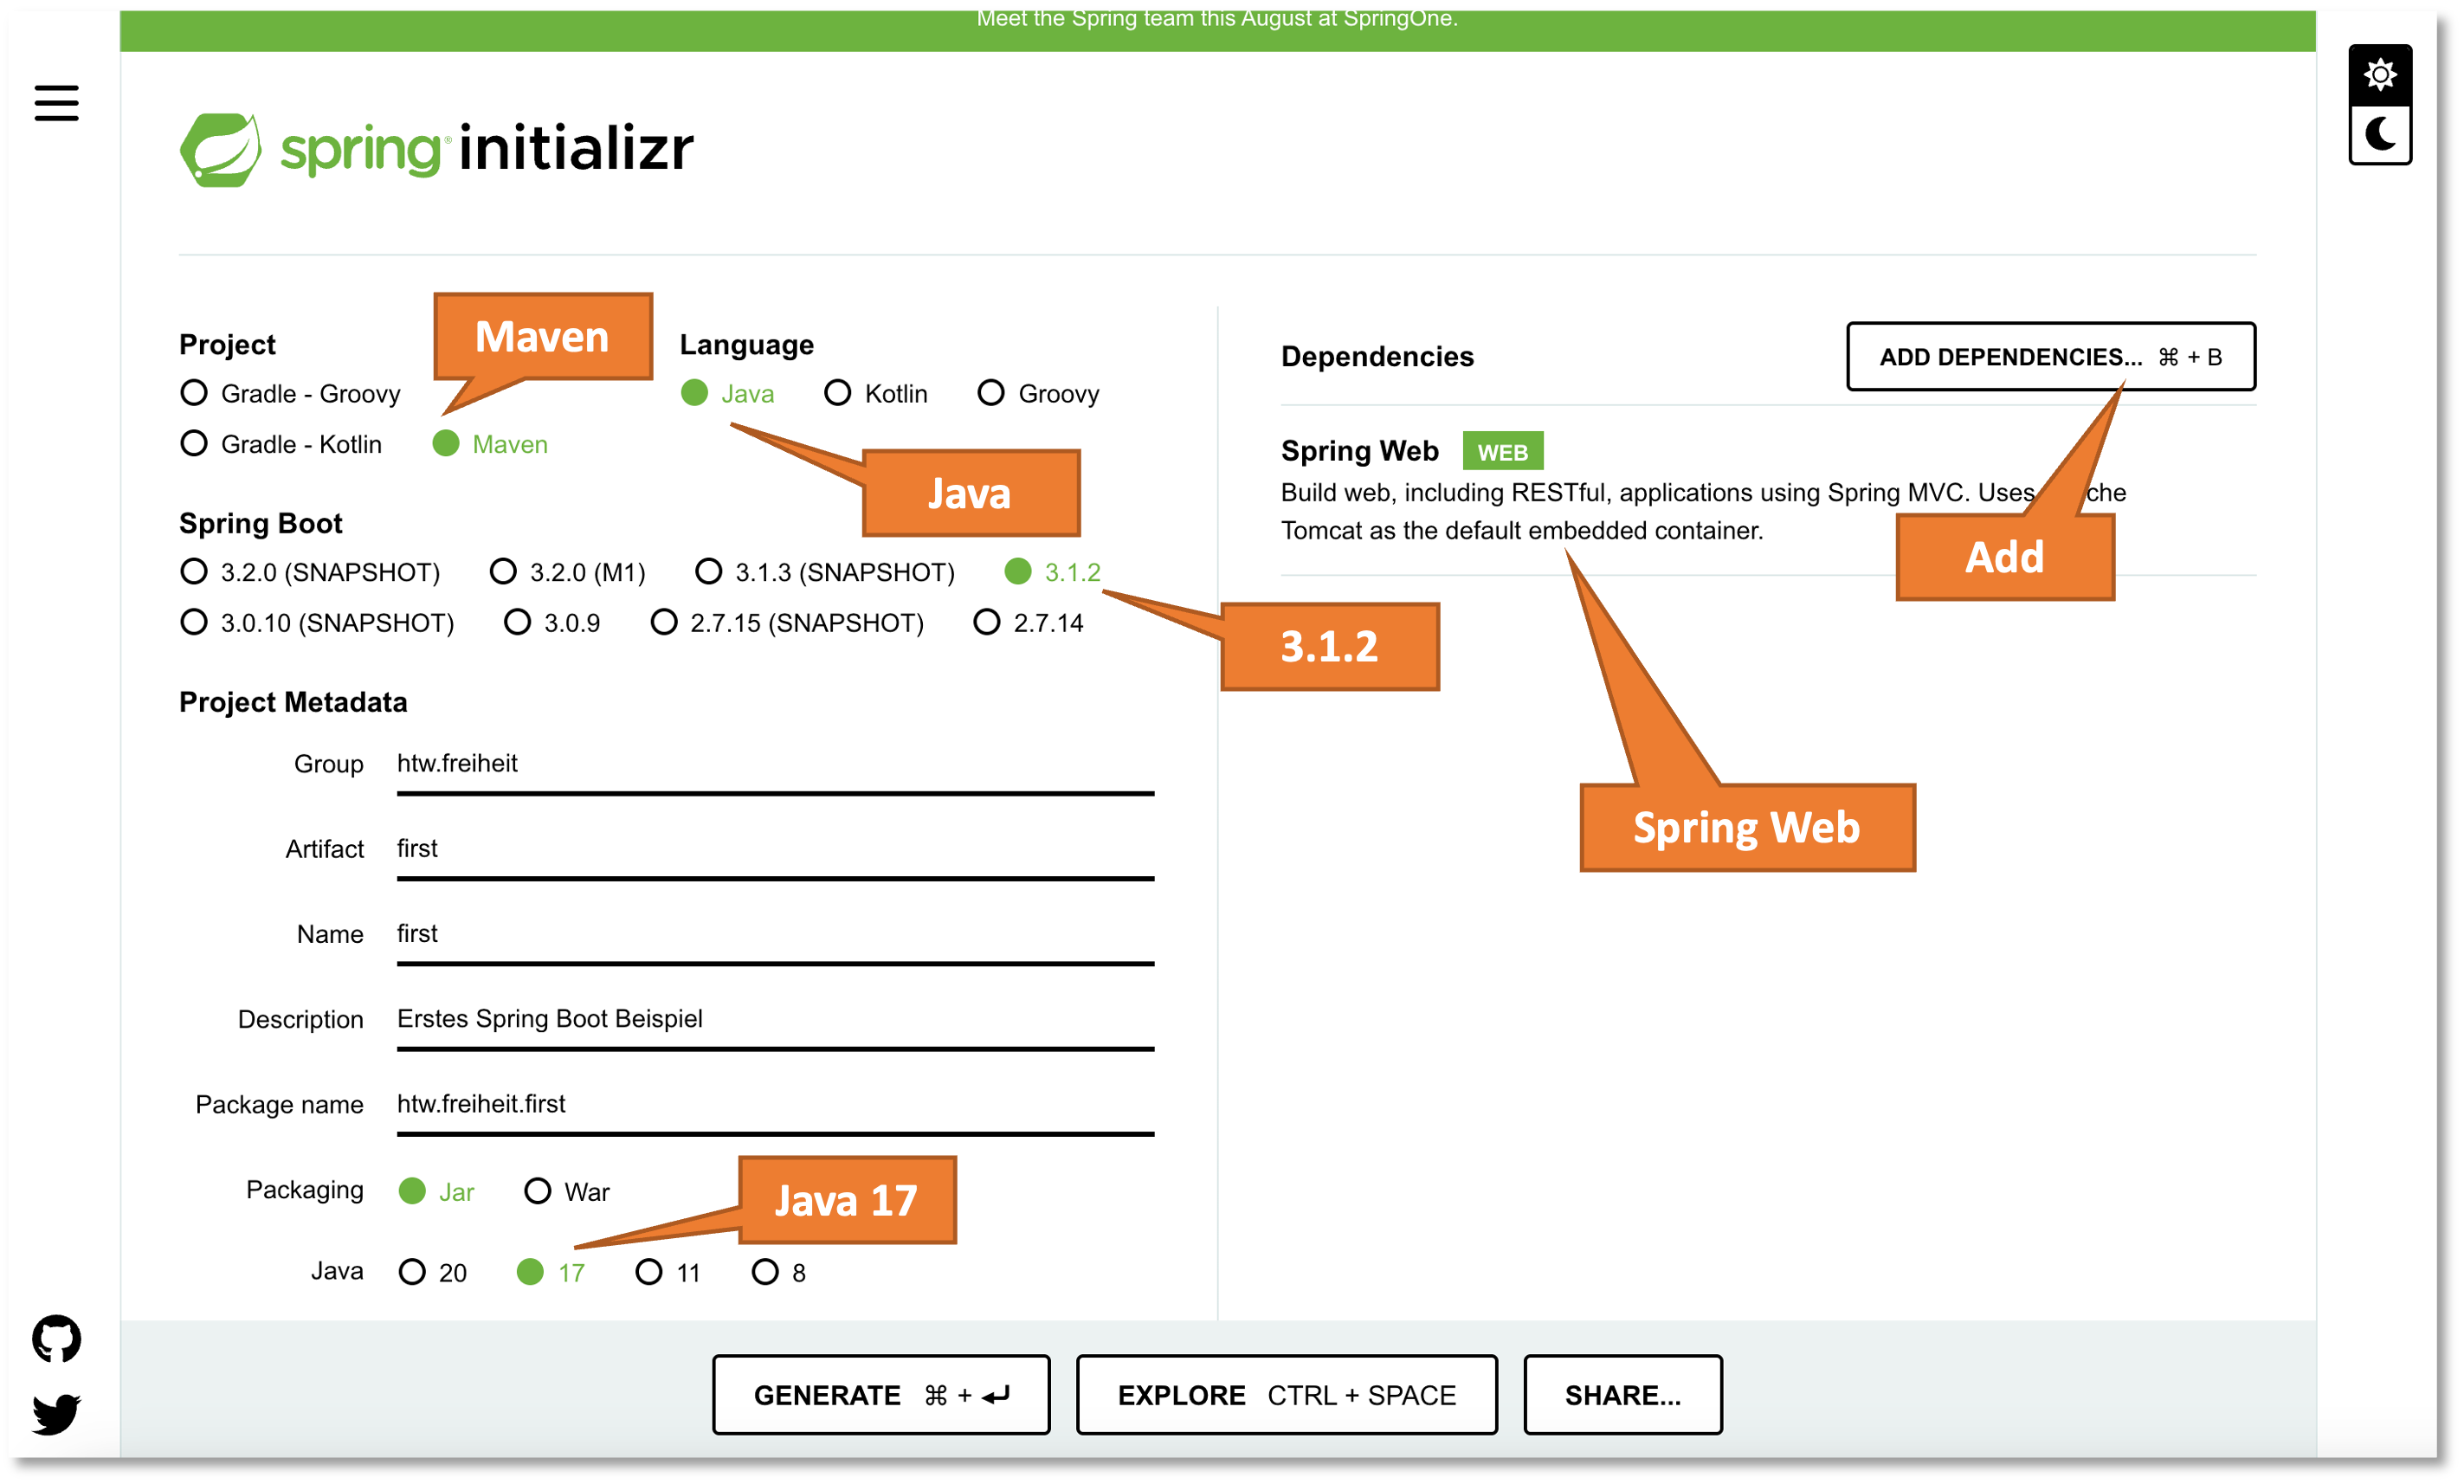 Meet the Spring team this August at SpringOne.
spring® initializr
Project
Maven
Gradle - Groovy
Gradle - Kotlin
Maven
Language
Java
Kotlin
Groovy
Java
Spring Boot
3.2.0 (SNAPSHOT)
3.2.0 (M1)
3.1.3 (SNAPSHOT)
3.1.2
3.0.10 (SNAPSHOT)
3.0.9
2.7.15 (SNAPSHOT)
2.7.14
3.1.2
Project Metadata
Group htw.freiheit
Artifact first
Name first
Description Erstes Spring Boot Beispiel
Package name htw.freiheit.first
Packaging Jar War
Java 17
Java 20 17 11 8
Dependencies
ADD DEPENDENCIES... ⌘ + B
Spring Web WEB
Build web, including RESTful, applications using Spring MVC. Uses
Tomcat as the default embedded container.
Add
Spring Web
GENERATE ⌘ + ↵
EXPLORE CTRL + SPACE
SHARE...